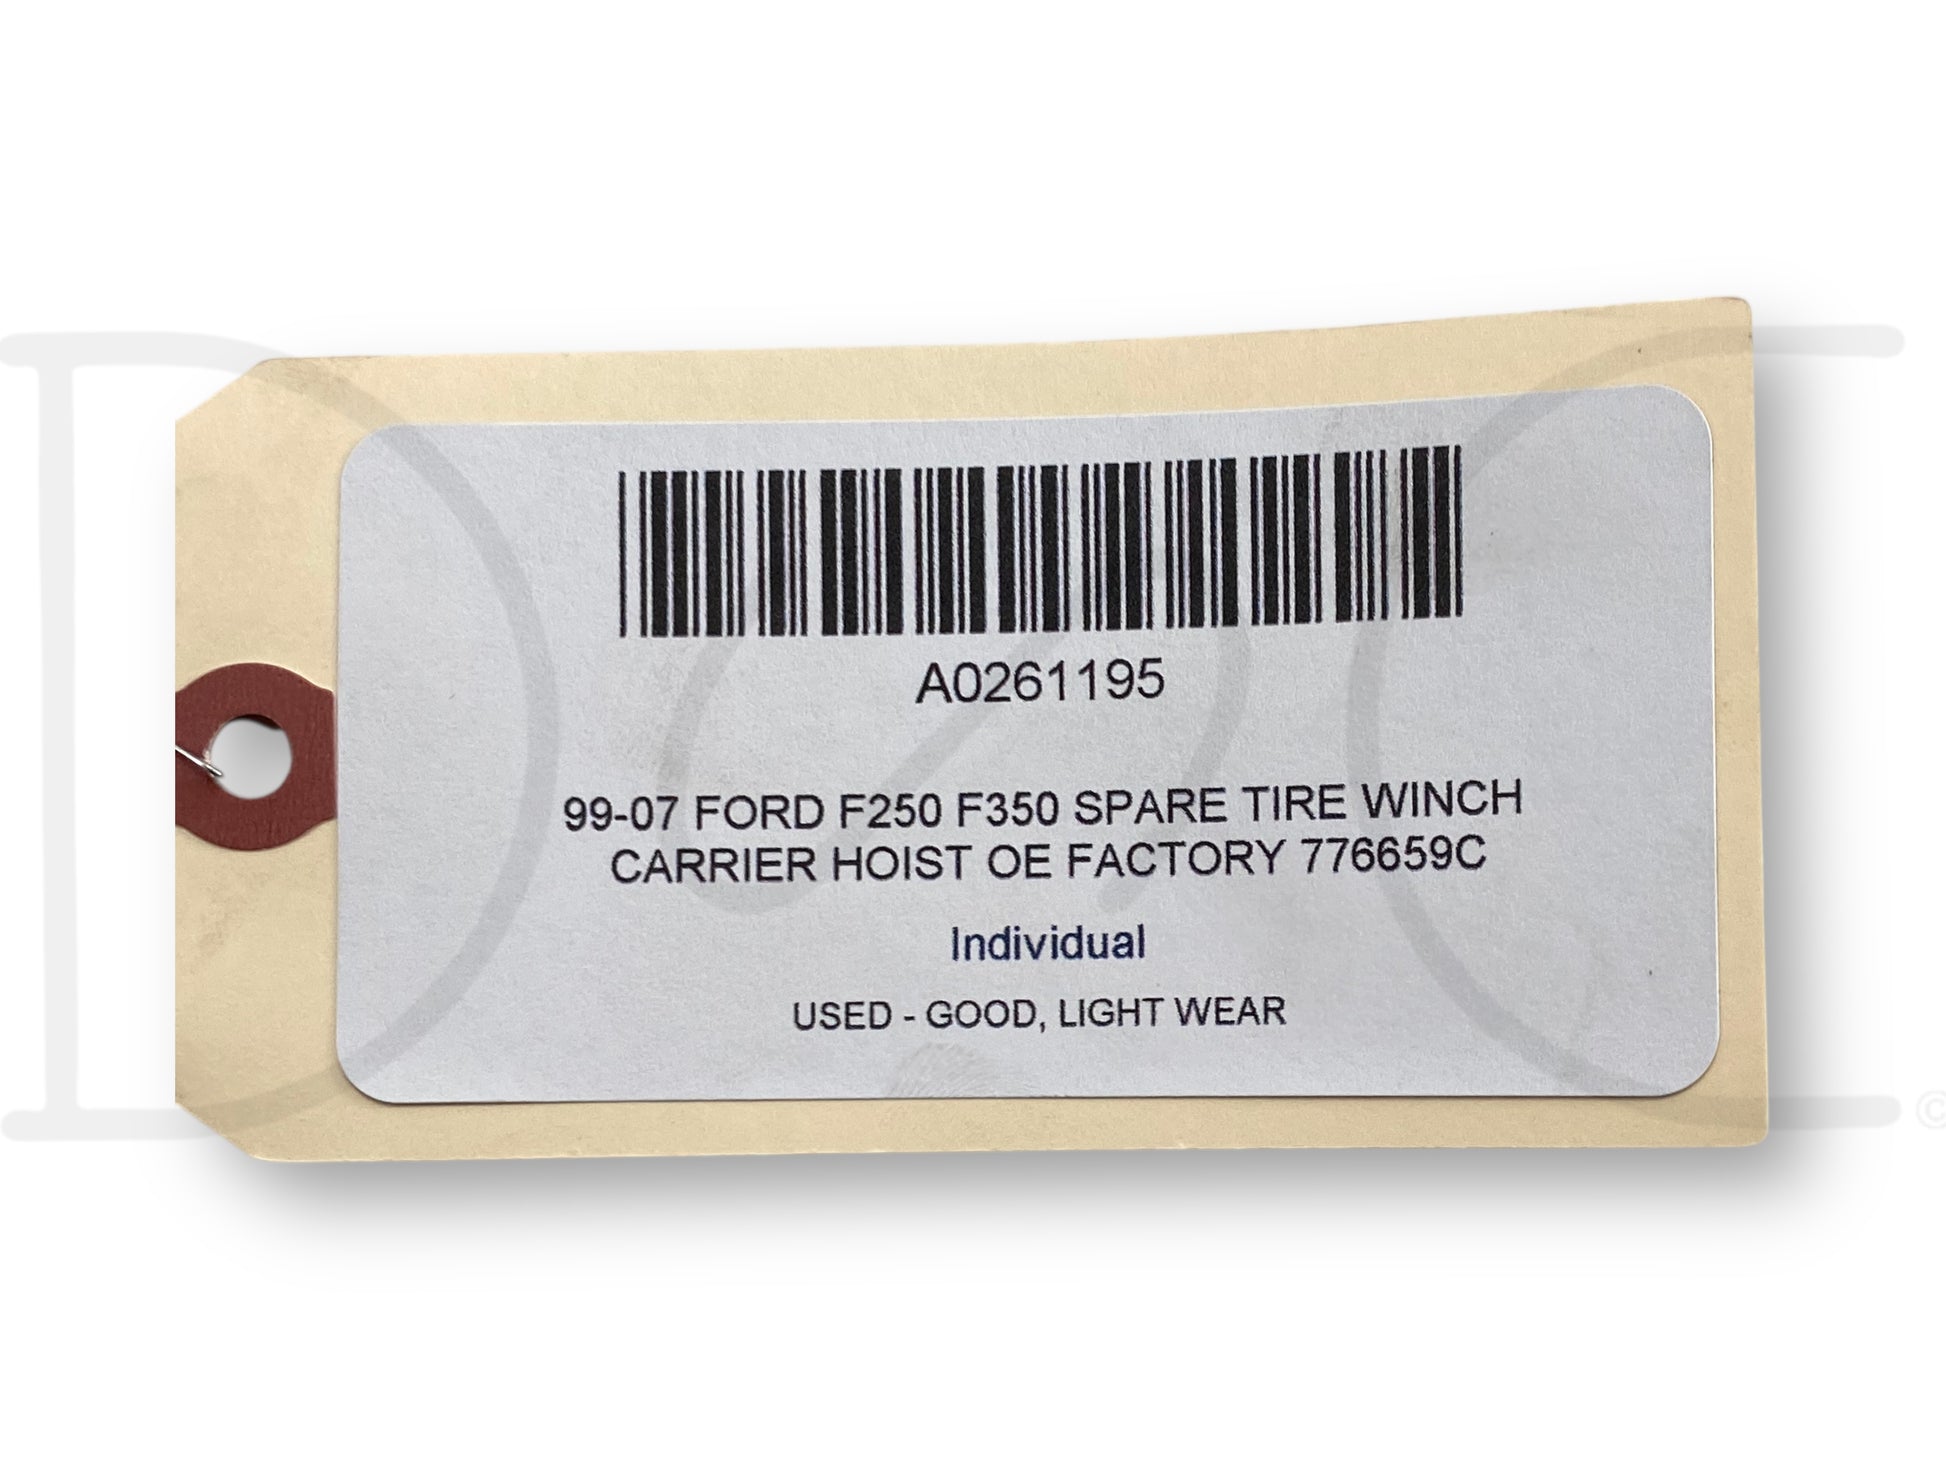 A0261195
99-07 FORD F250 F350 SPARE TIRE WINCH
CARRIER HOIST OE FACTORY 776659C
Individual
USED - GOOD, LIGHT WEAR